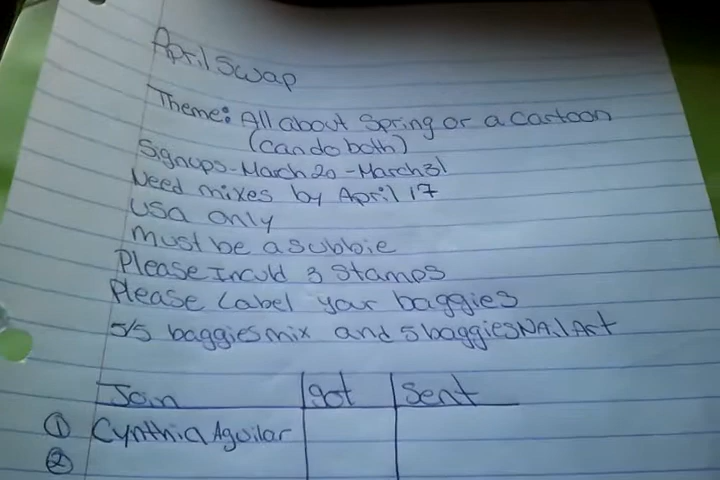 April Swap
Theme: All about Spring or a cartoon
(can do both)
Signups - March 20 - March 31
Need mixes by April 17
USA only
must be a subbie
Please Inculd 3 stamps
Please Label your baggies
5/5 baggies mix and 5 baggies NAil Art
Join got Sent
① Cynthia Aguilar
②